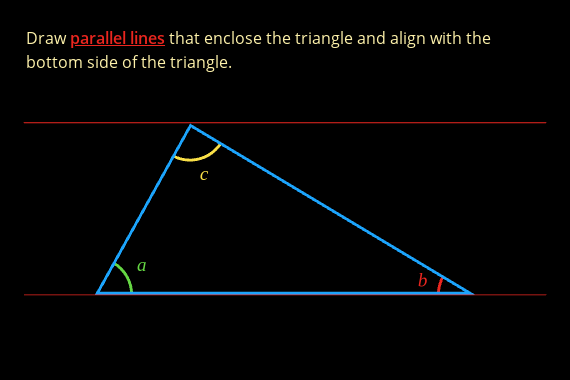 Draw parallel lines that enclose the triangle and align with the
bottom side of the triangle.
c
a
b